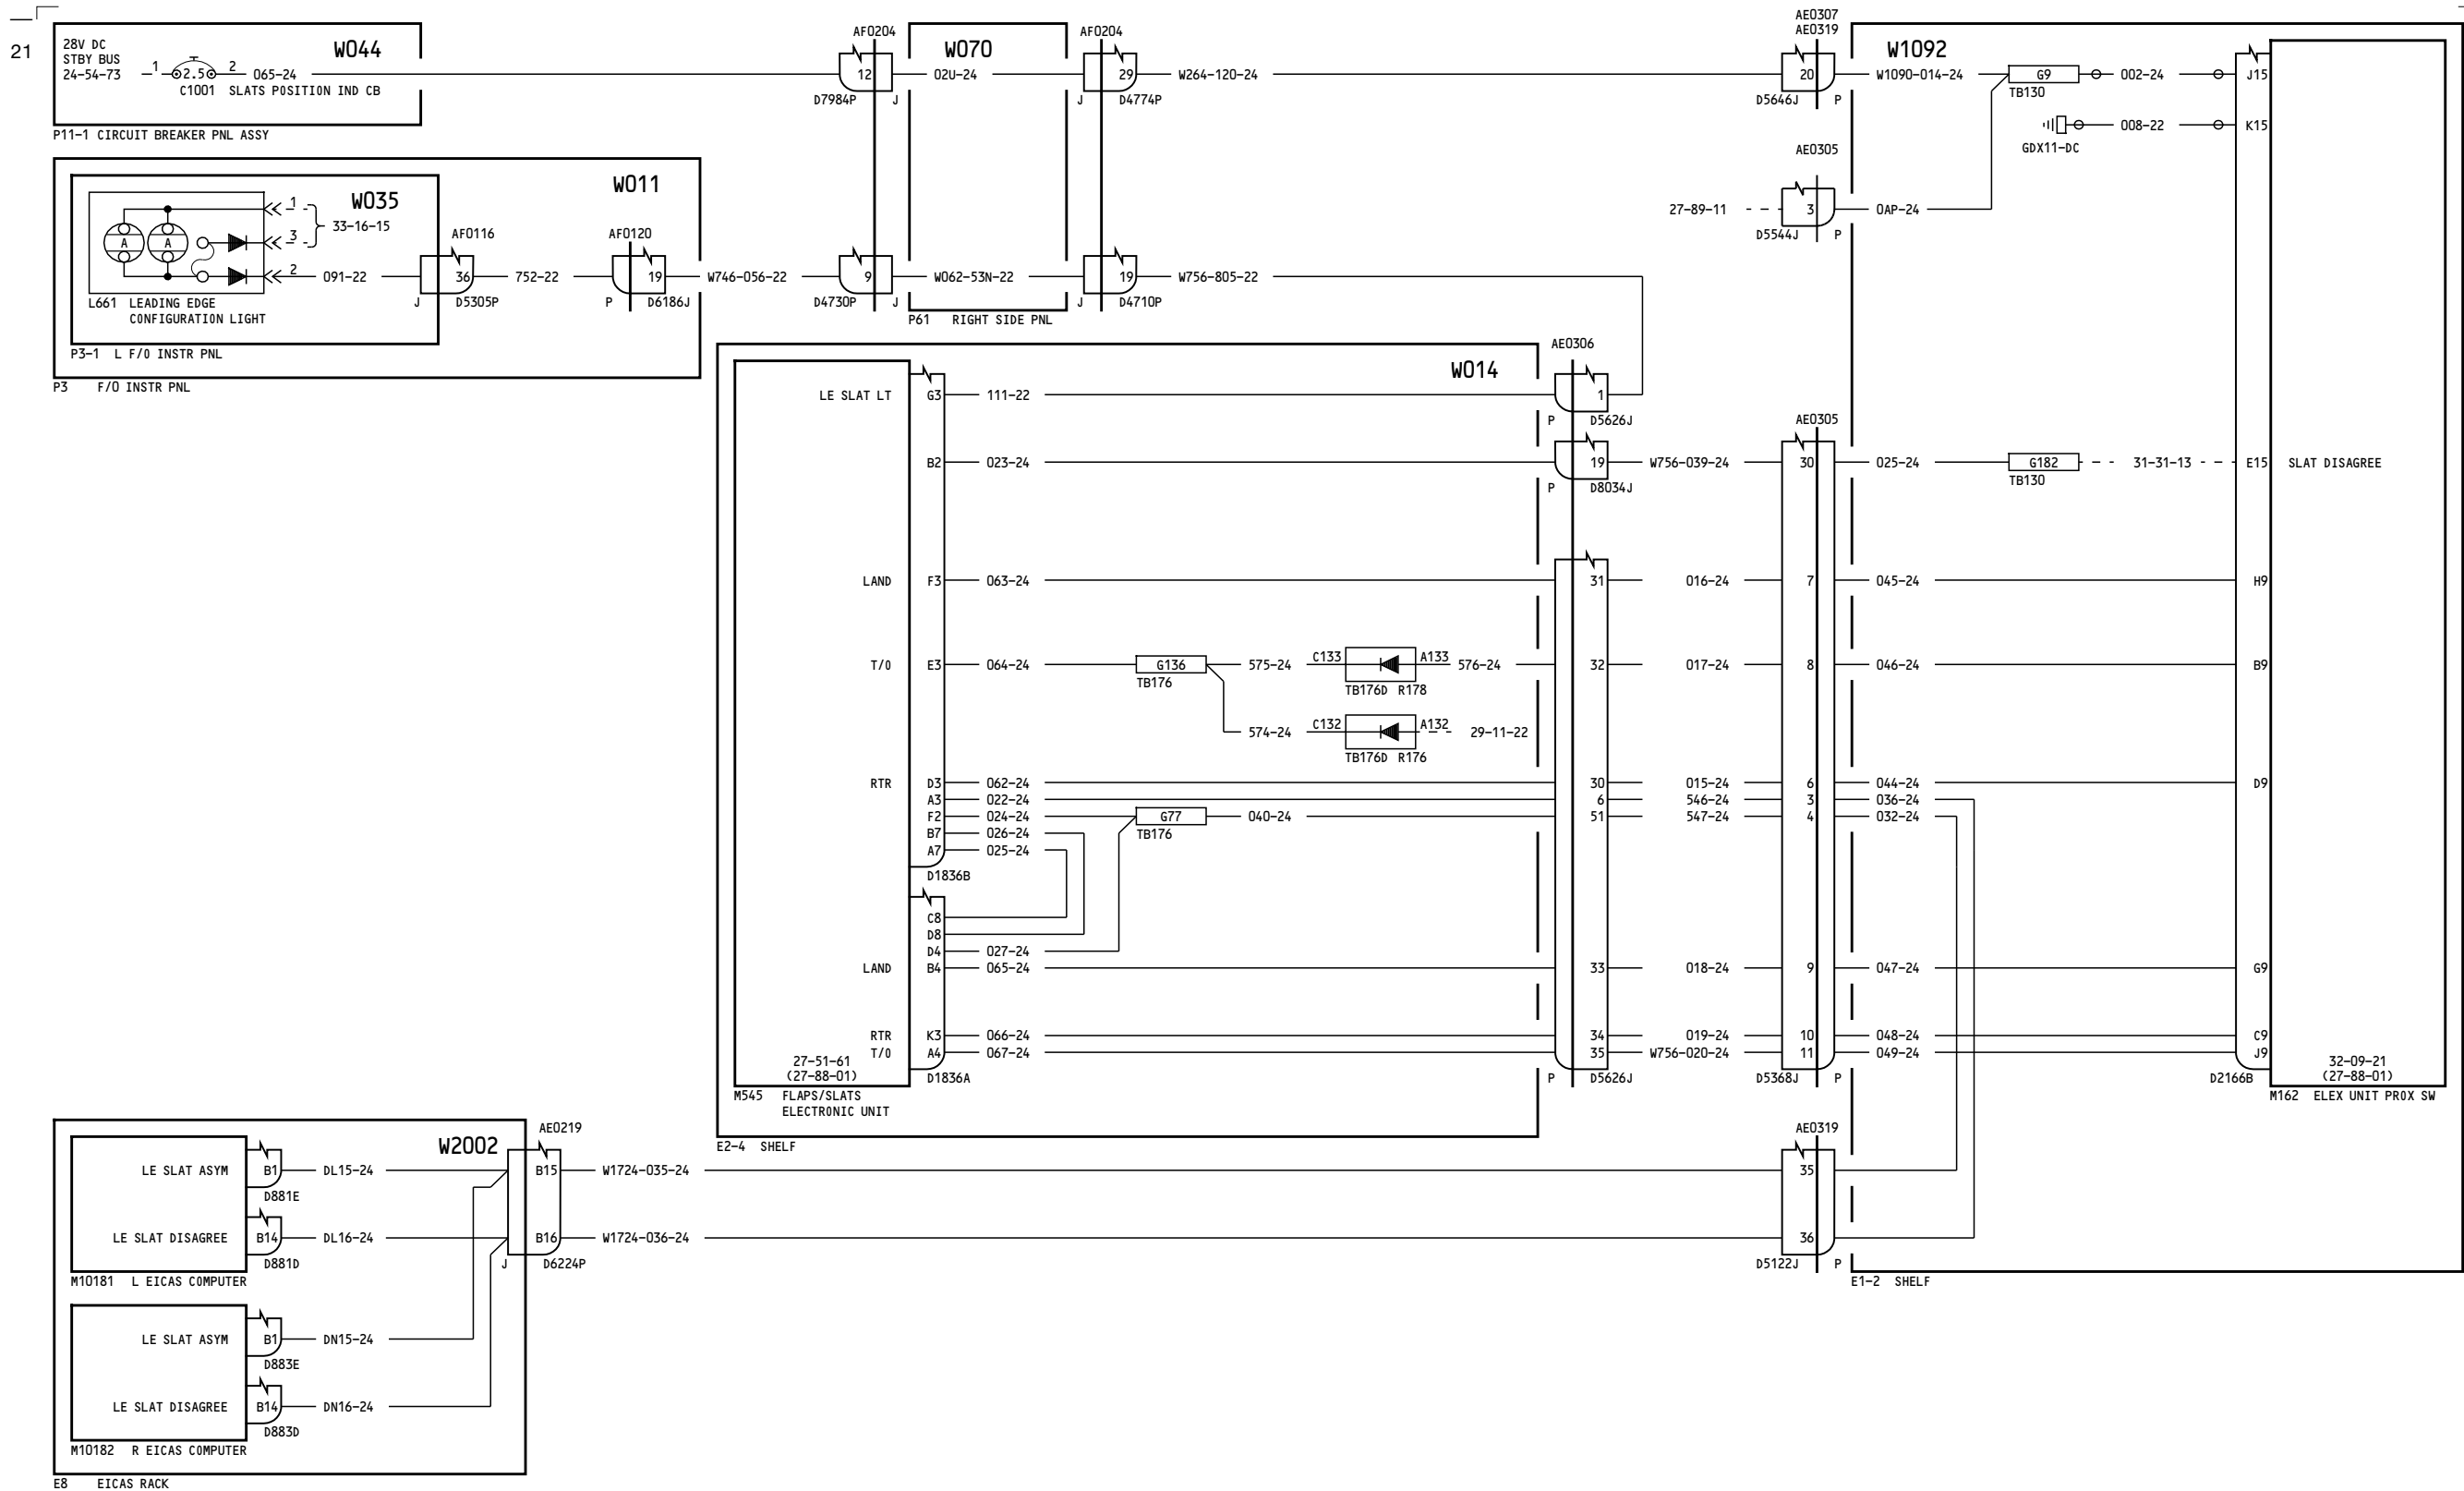 21
28V DC
STBY BUS
24-54-73
1
2.5
2
065-24
C1001 SLATS POSITION IND CB
W044
P11-1 CIRCUIT BREAKER PNL ASSY
AF0204
12
D7984P
J
W070
02U-24
AF0204
29
J
D4774P
W264-120-24
AE0307
AE0319
20
D5646J
P
W1092
W1090-014-24
G9
TB130
002-24
J15
GDX11-DC
008-22
K15
AE0305
27-89-11
3
D5544J
P
0AP-24
W011
W035
A
A
1
3
33-16-15
2
091-22
L661 LEADING EDGE
CONFIGURATION LIGHT
P3-1 L F/O INSTR PNL
P3 F/O INSTR PNL
AF0116
36
J
D5305P
752-22
AF0120
19
P
D6186J
W746-056-22
9
D4730P
J
W062-53N-22
P61 RIGHT SIDE PNL
19
J
D4710P
W756-805-22
W014
AE0306
LE SLAT LT
G3
111-22
1
P
D5626J
B2
023-24
19
P
D8034J
W756-039-24
AE0305
30
025-24
G182
TB130
31-31-13
E15
SLAT DISAGREE
LAND
F3
063-24
31
016-24
7
045-24
H9
T/O
E3
064-24
G136
TB176
575-24
C133
A133
TB176D R178
576-24
32
017-24
8
046-24
B9
574-24
C132
A132
TB176D R176
29-11-22
RTR
D3
062-24
30
015-24
6
044-24
D9
A3
022-24
6
546-24
3
036-24
F2
024-24
G77
TB176
040-24
51
547-24
4
032-24
B7
026-24
A7
025-24
D1836B
C8
D8
D4
027-24
LAND
B4
065-24
33
018-24
9
047-24
G9
RTR
K3
066-24
34
019-24
10
048-24
C9
T/O
A4
067-24
35
W756-020-24
11
049-24
J9
27-51-61
(27-88-01)
D1836A
P
D5626J
D5368J
P
D2166B
32-09-21
(27-88-01)
M545 FLAPS/SLATS
ELECTRONIC UNIT
M162 ELEX UNIT PROX SW
E2-4 SHELF
W2002
AE0219
LE SLAT ASYM
B1
DL15-24
D881E
B15
W1724-035-24
AE0319
35
LE SLAT DISAGREE
B14
DL16-24
D881D
B16
W1724-036-24
36
J
D6224P
D5122J
P
M10181 L EICAS COMPUTER
E1-2 SHELF
LE SLAT ASYM
B1
DN15-24
D883E
LE SLAT DISAGREE
B14
DN16-24
D883D
M10182 R EICAS COMPUTER
E8 EICAS RACK